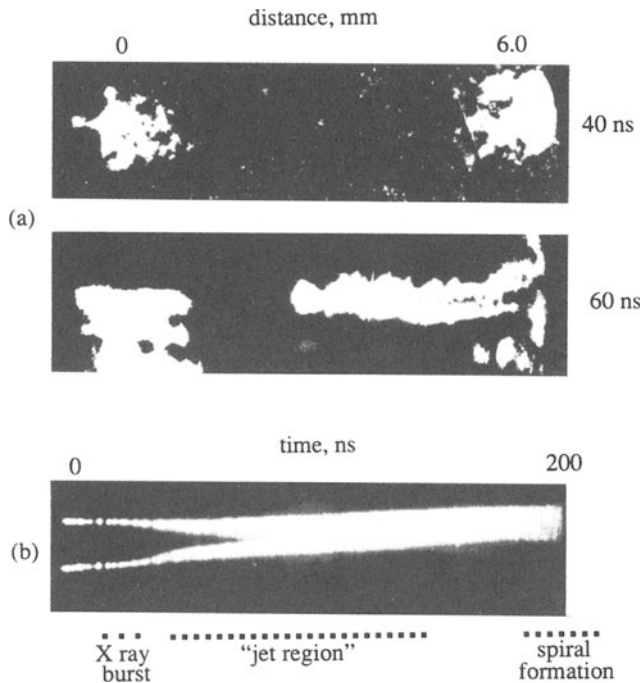 distance, mm
0 6.0
40 ns
(a)
60 ns
time, ns
0 200
(b)
X ray burst
"jet region"
spiral formation